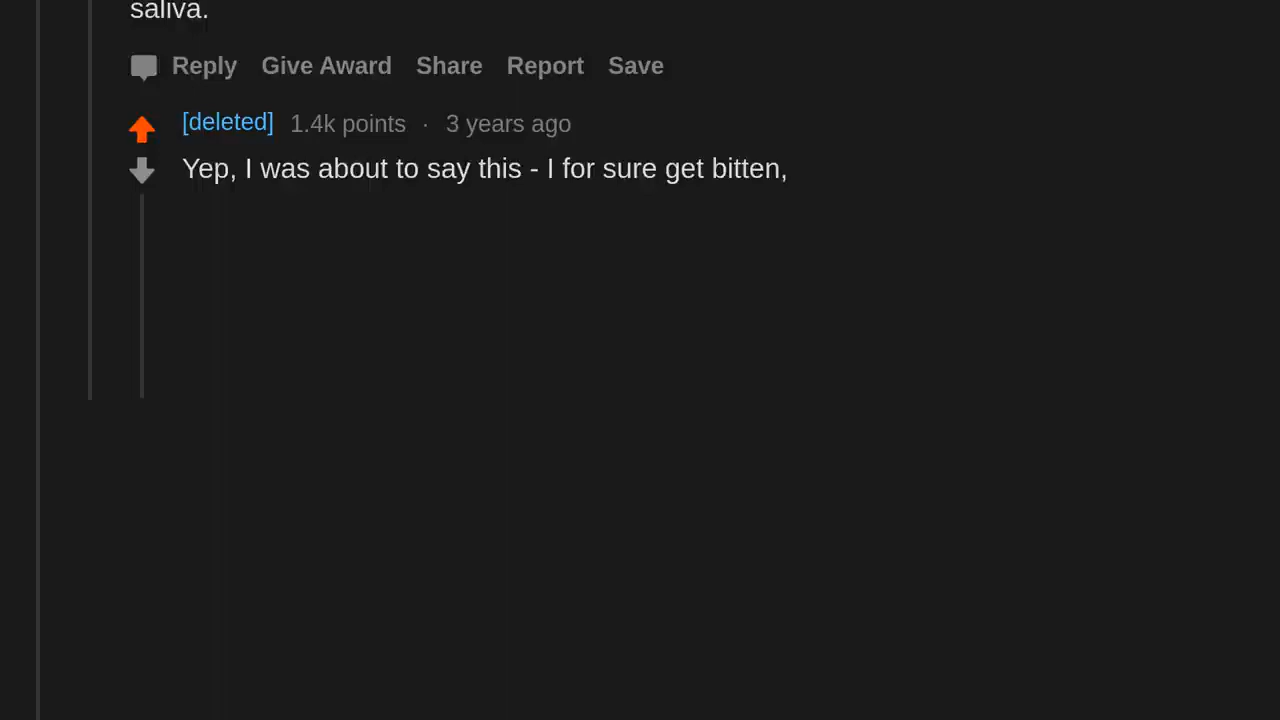 saliva.
Reply Give Award Share Report Save
[deleted] 1.4k points · 3 years ago
Yep, I was about to say this - I for sure get bitten,